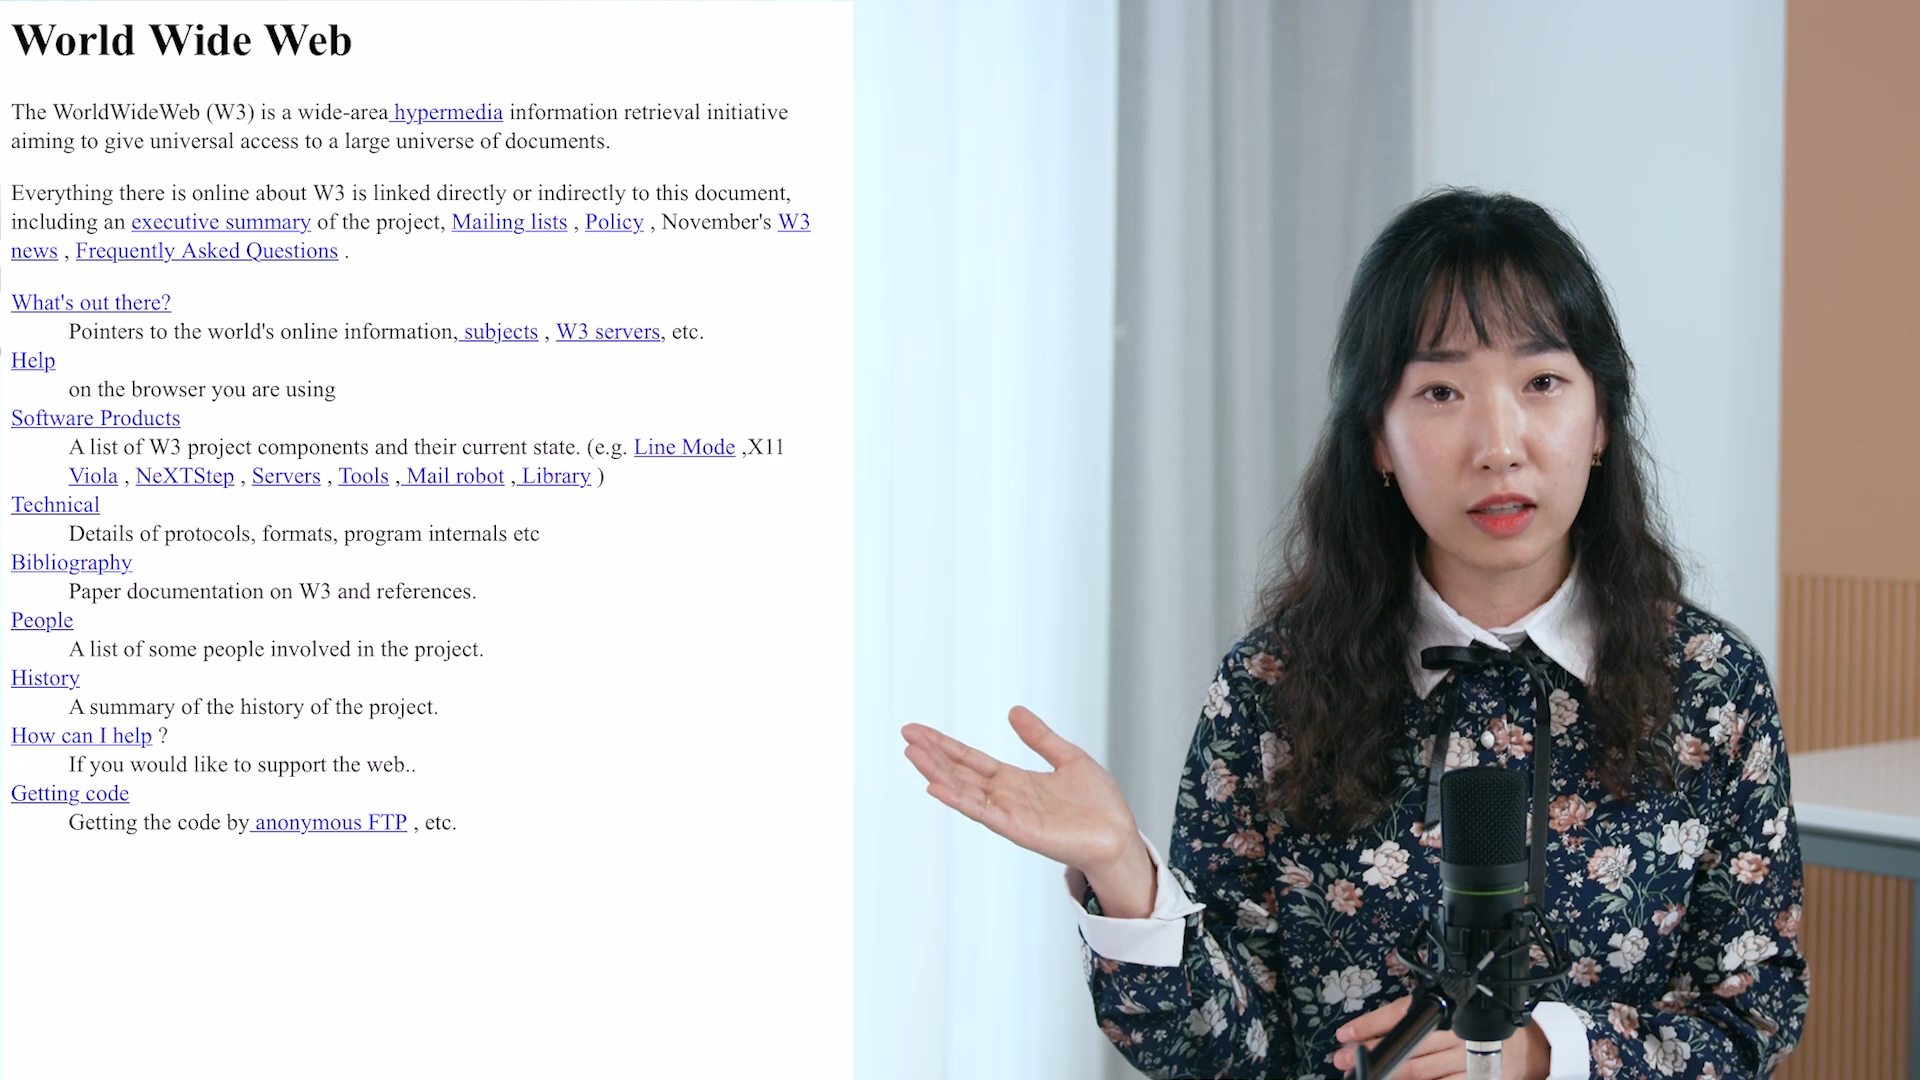 World Wide Web
The WorldWideWeb (W3) is a wide-area hypermedia information retrieval initiative
aiming to give universal access to a large universe of documents.
Everything there is online about W3 is linked directly or indirectly to this document,
including an executive summary of the project, Mailing lists , Policy , November's W3
news , Frequently Asked Questions .
What's out there?
Pointers to the world's online information, subjects , W3 servers, etc.
Help
on the browser you are using
Software Products
A list of W3 project components and their current state. (e.g. Line Mode ,X11
Viola , NeXTStep , Servers , Tools , Mail robot , Library )
Technical
Details of protocols, formats, program internals etc
Bibliography
Paper documentation on W3 and references.
People
A list of some people involved in the project.
History
A summary of the history of the project.
How can I help ?
If you would like to support the web..
Getting code
Getting the code by anonymous FTP , etc.